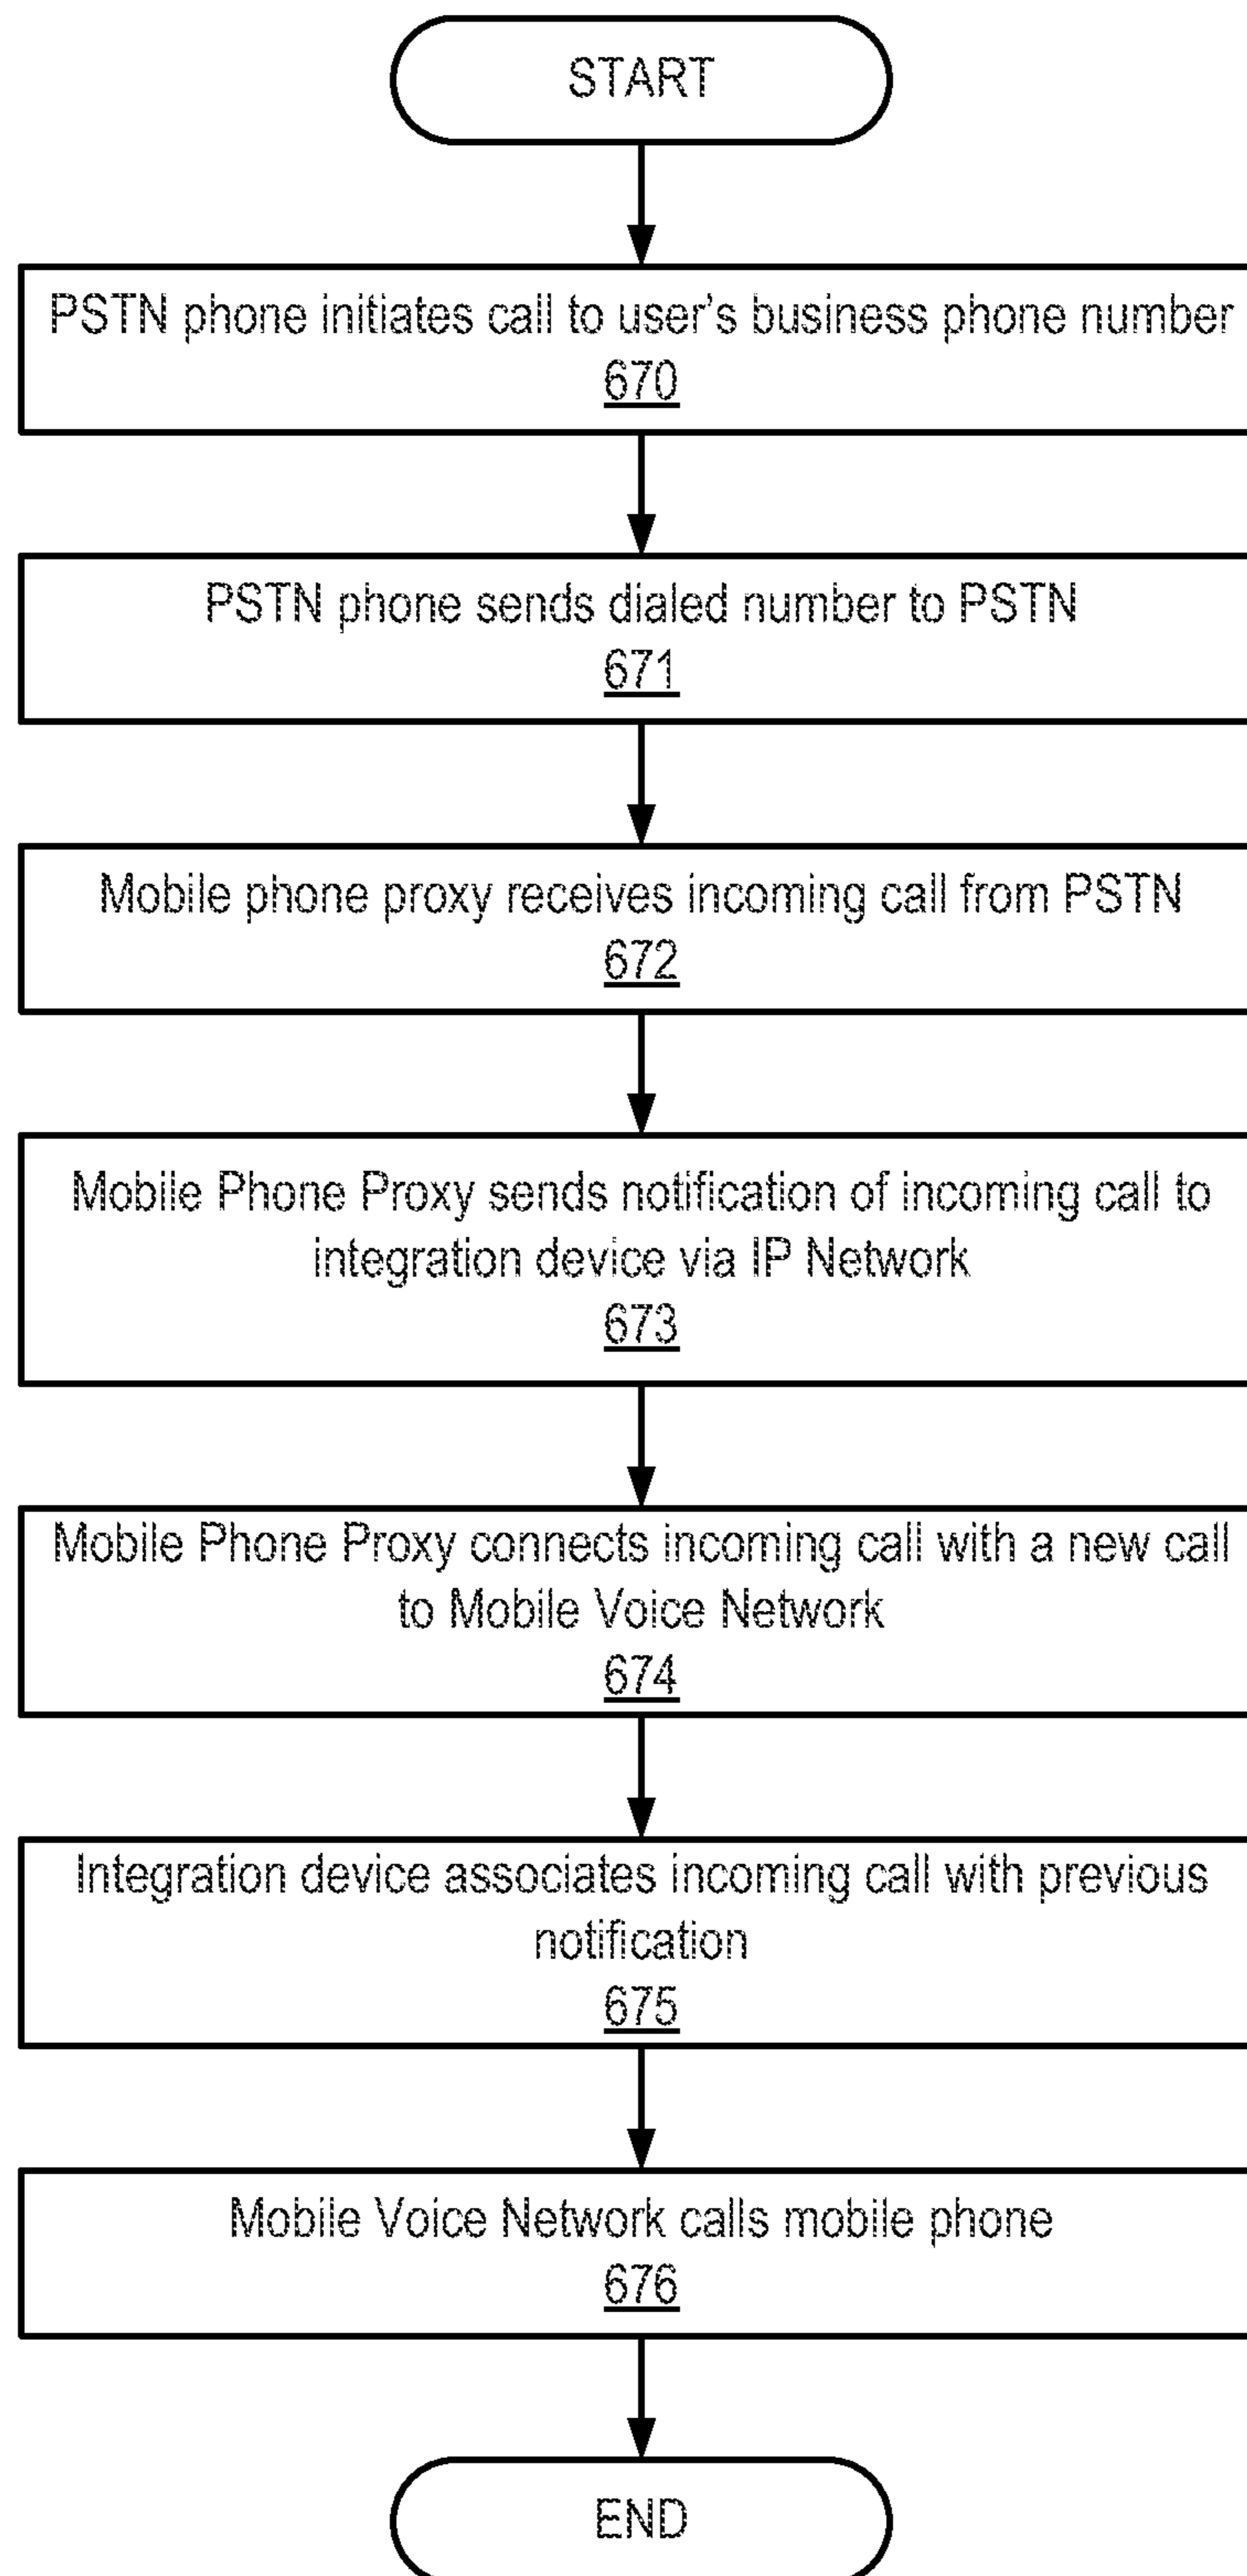 START
PSTN phone initiates call to user's business phone number
670
PSTN phone sends dialed number to PSTN
671
Mobile phone proxy receives incoming call from PSTN
672
Mobile Phone Proxy sends notification of incoming call to
integration device via IP Network
673
Mobile Phone Proxy connects incoming call with a new call
to Mobile Voice Network
674
Integration device associates incoming call with previous
notification
675
Mobile Voice Network calls mobile phone
676
END